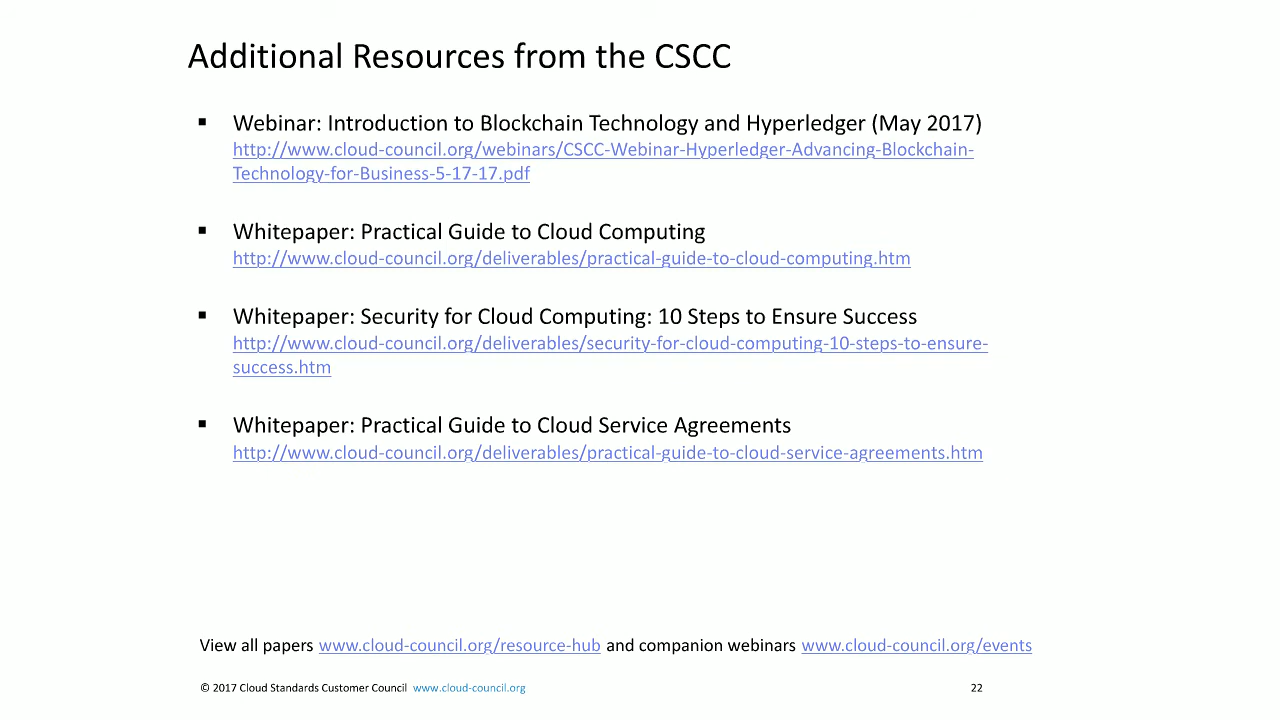 Additional Resources from the CSCC
▪ Webinar: Introduction to Blockchain Technology and Hyperledger (May 2017)
http://www.cloud-council.org/webinars/CSCC-Webinar-Hyperledger-Advancing-Blockchain-
Technology-for-Business-5-17-17.pdf
▪ Whitepaper: Practical Guide to Cloud Computing
http://www.cloud-council.org/deliverables/practical-guide-to-cloud-computing.htm
▪ Whitepaper: Security for Cloud Computing: 10 Steps to Ensure Success
http://www.cloud-council.org/deliverables/security-for-cloud-computing-10-steps-to-ensure-
success.htm
▪ Whitepaper: Practical Guide to Cloud Service Agreements
http://www.cloud-council.org/deliverables/practical-guide-to-cloud-service-agreements.htm
View all papers www.cloud-council.org/resource-hub and companion webinars www.cloud-council.org/events
© 2017 Cloud Standards Customer Council www.cloud-council.org 22